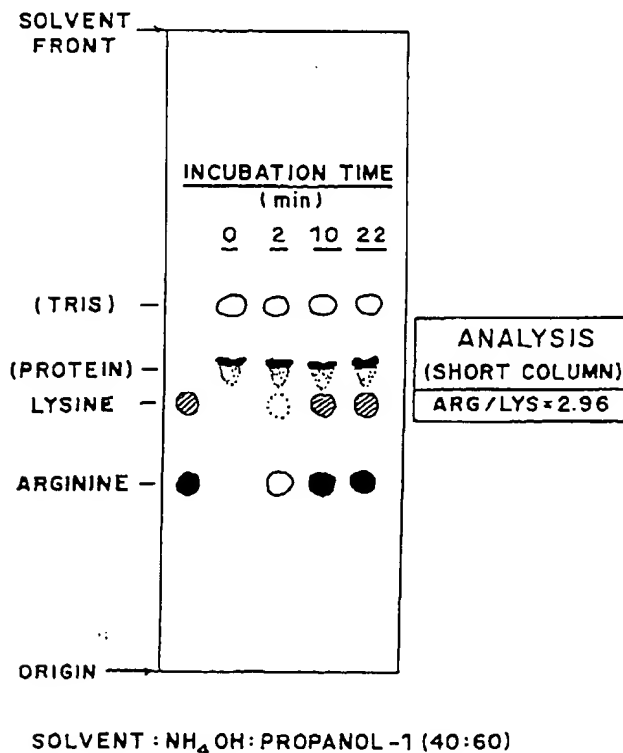 SOLVENT
FRONT
INCUBATION TIME
(min)
0 2 10 22
(TRIS)
(PROTEIN)
LYSINE
ARGININE
ANALYSIS
(SHORT COLUMN)
ARG/LYS=2.96
ORIGIN
SOLVENT : NH4OH: PROPANOL-1 (40:60)